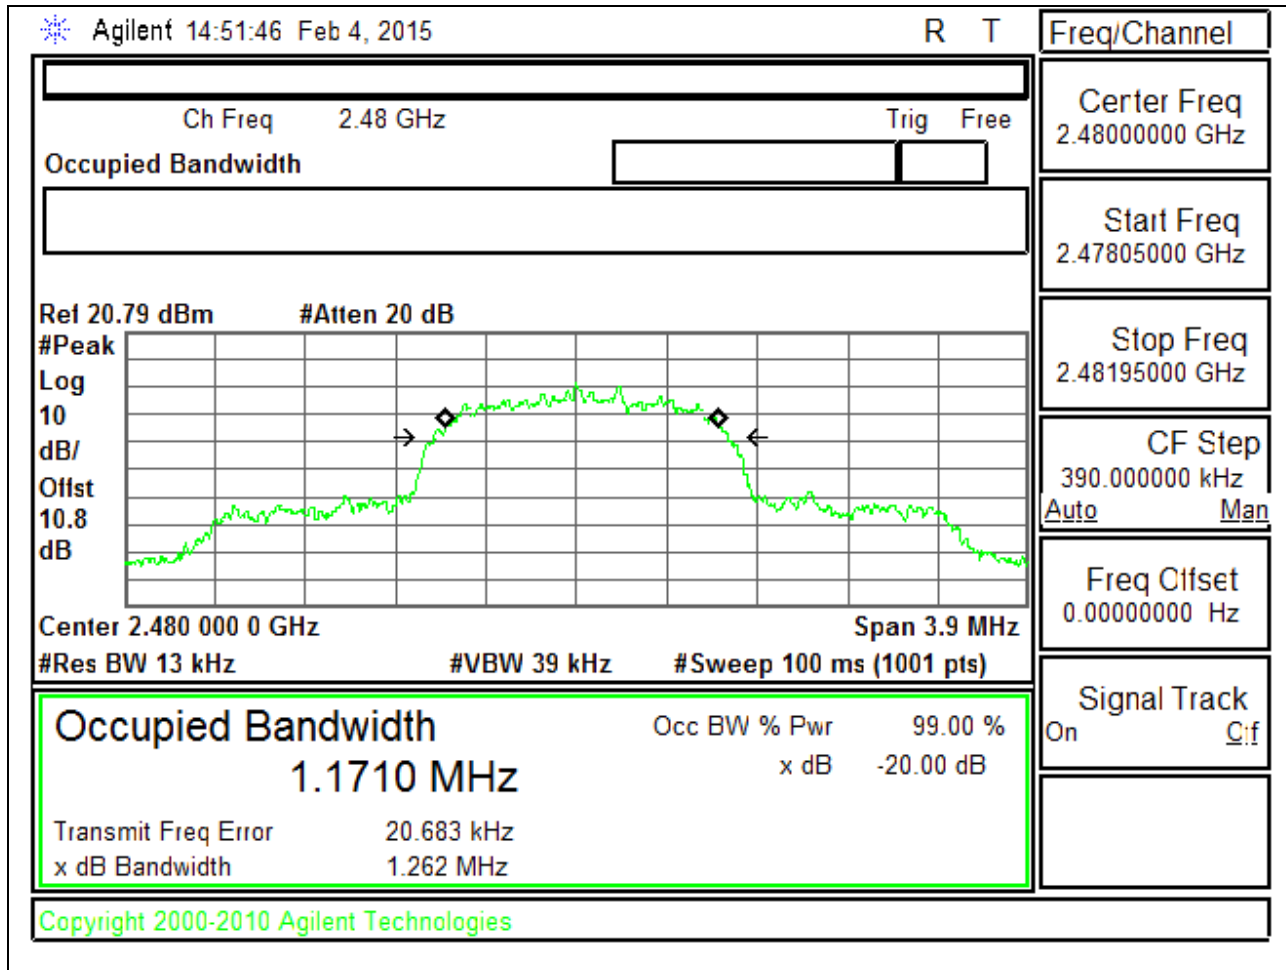 Agilent 14:51:46 Feb 4, 2015 R T
Ch Freq 2.48 GHz Trig Free
Occupied Bandwidth
Ref 20.79 dBm #Atten 20 dB
#Peak
Log
10
dB/
Offst
10.8
dB
Center 2.480 000 0 GHz Span 3.9 MHz
#Res BW 13 kHz #VBW 39 kHz #Sweep 100 ms (1001 pts)
Occupied Bandwidth
1.1710 MHz
Occ BW % Pwr 99.00 %
x dB -20.00 dB
Transmit Freq Error 20.683 kHz
x dB Bandwidth 1.262 MHz
Copyright 2000-2010 Agilent Technologies
Freq/Channel
Center Freq
2.48000000 GHz
Start Freq
2.47805000 GHz
Stop Freq
2.48195000 GHz
CF Step
390.000000 kHz
Auto Man
Freq Offset
0.00000000 Hz
Signal Track
On Off